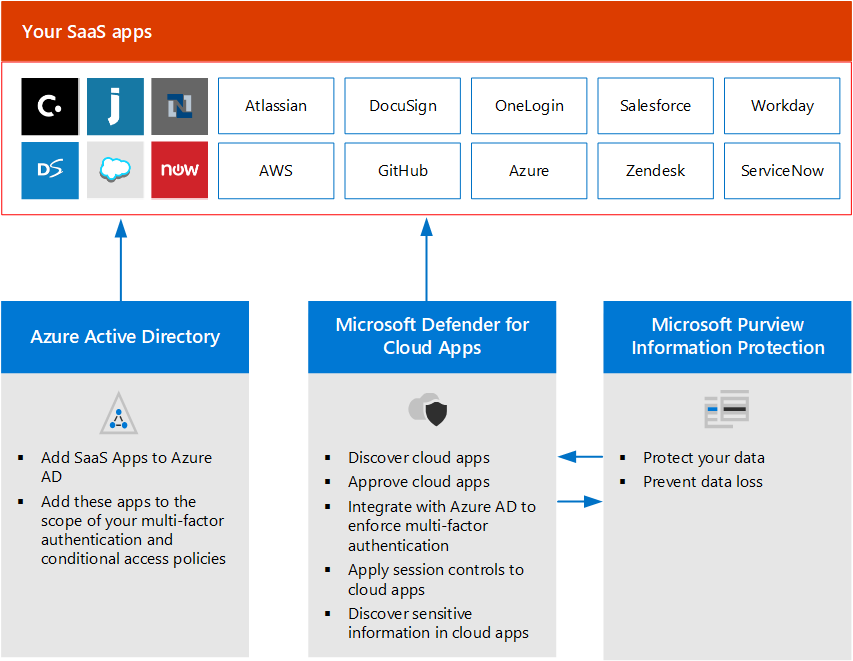 Your SaaS apps
C.
j
N
Atlassian
DocuSign
OneLogin
Salesforce
Workday
DS
now
AWS
GitHub
Azure
Zendesk
ServiceNow
Azure Active Directory
▪ Add SaaS Apps to Azure
AD
▪ Add these apps to the
scope of your multi-factor
authentication and
conditional access policies
Microsoft Defender for
Cloud Apps
▪ Discover cloud apps
▪ Approve cloud apps
▪ Integrate with Azure AD to
enforce multi-factor
authentication
▪ Apply session controls to
cloud apps
▪ Discover sensitive
information in cloud apps
Microsoft Purview
Information Protection
▪ Protect your data
▪ Prevent data loss